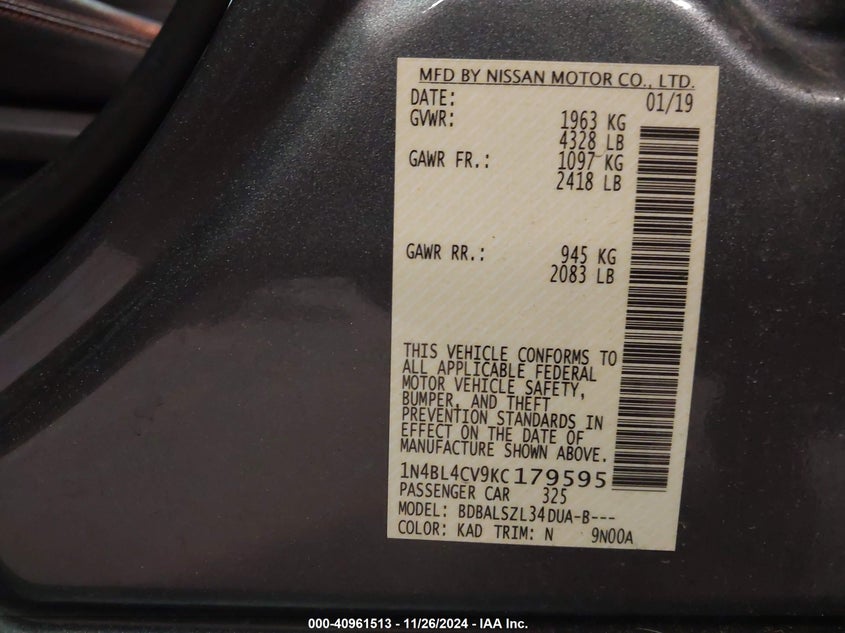 MFD BY NISSAN MOTOR CO., LTD.
DATE: 01/19
GVWR: 1963 KG
4328 LB
GAWR FR.: 1097 KG
2418 LB
GAWR RR.: 945 KG
2083 LB
THIS VEHICLE CONFORMS TO
ALL APPLICABLE FEDERAL
MOTOR VEHICLE SAFETY,
BUMPER, AND THEFT
PREVENTION STANDARDS IN
EFFECT ON THE DATE OF
MANUFACTURE SHOWN ABOVE.
1N4BL4CV9KC179595
PASSENGER CAR 325
MODEL: BDBALSZL34DUA-B---
COLOR: KAD TRIM: N 9N00A
000-40961513 - 11/26/2024 - IAA Inc.